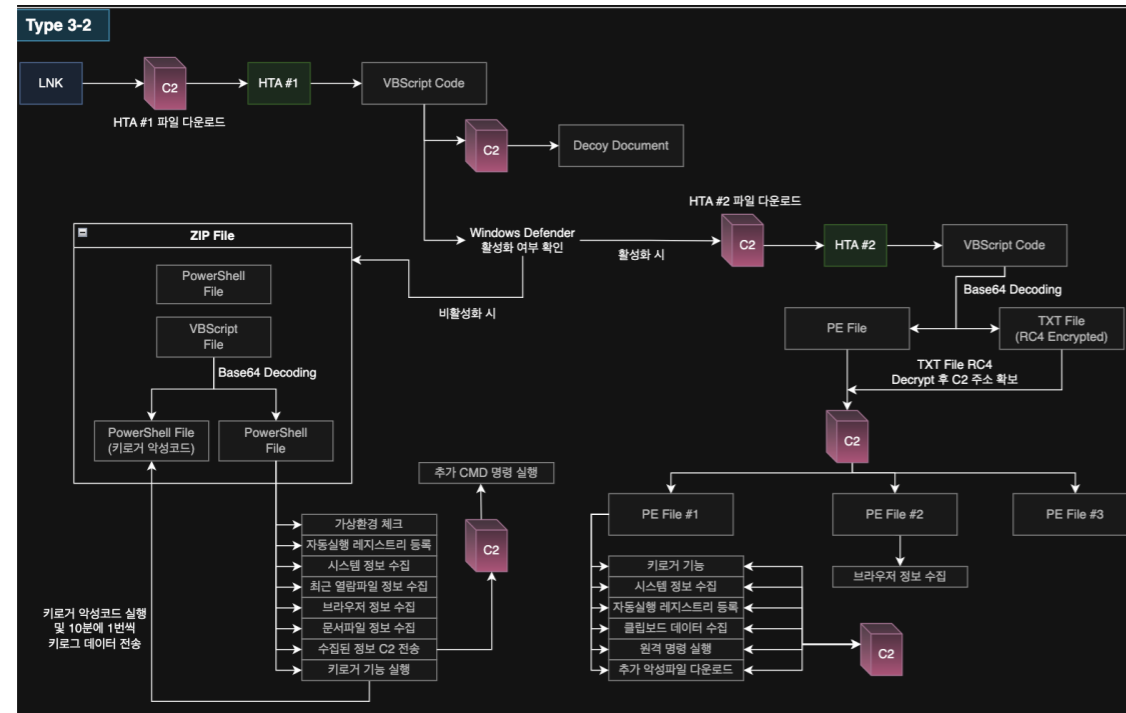 Type 3-2
LNK
C2
HTA #1 파일 다운로드
HTA #1
VBScript Code
C2
Decoy Document
Windows Defender
활성화 여부 확인
활성화 시
비활성화 시
HTA #2 파일 다운로드
C2
HTA #2
VBScript Code
Base64 Decoding
PE File
TXT File
(RC4 Encrypted)
TXT File RC4
Decrypt 후 C2 주소 확보
C2
ZIP File
PowerShell
File
VBScript
File
Base64 Decoding
PowerShell File
(키로거 악성코드)
PowerShell
File
가상환경 체크
자동실행 레지스트리 등록
시스템 정보 수집
최근 열람파일 정보 수집
브라우저 정보 수집
문서파일 정보 수집
수집된 정보 C2 전송
키로거 기능 실행
키로거 악성코드 실행
및 10분에 1번씩
키로그 데이터 전송
추가 CMD 명령 실행
C2
PE File #1
키로거 기능
시스템 정보 수집
자동실행 레지스트리 등록
클립보드 데이터 수집
원격 명령 실행
추가 악성파일 다운로드
C2
PE File #2
브라우저 정보 수집
PE File #3